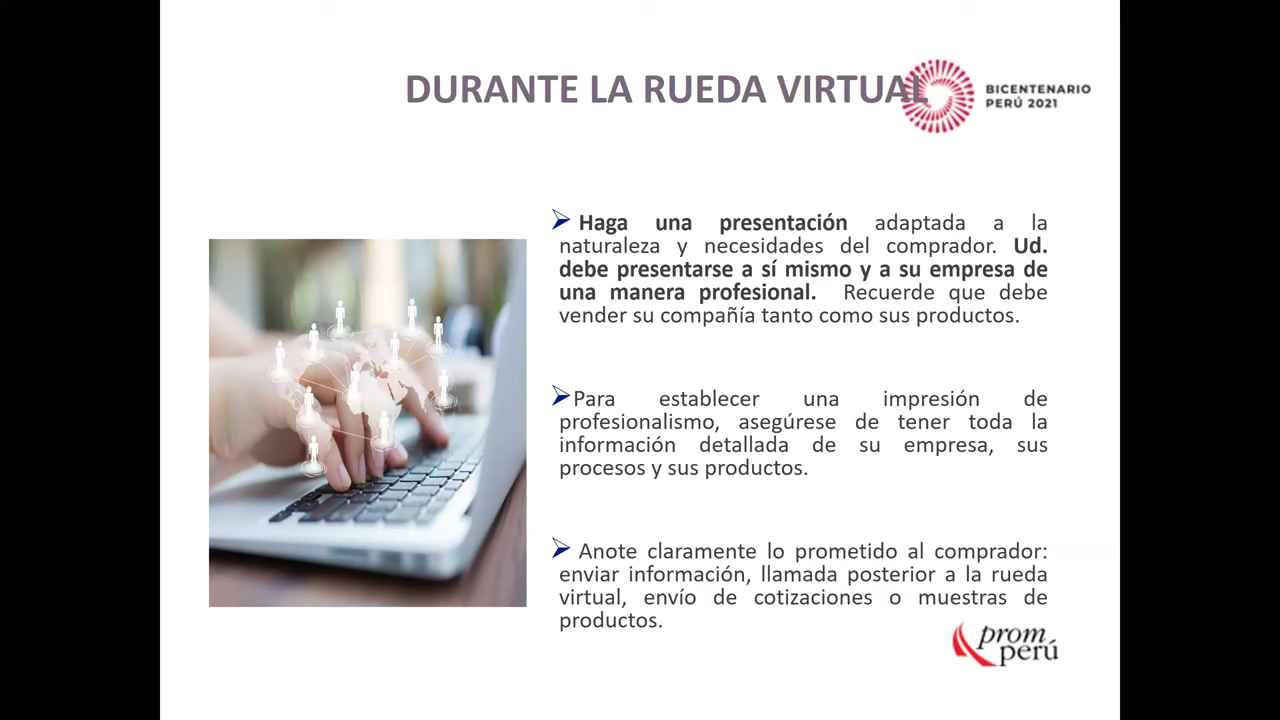 DURANTE LA RUEDA VIRTUAL
BICENTENARIO
PERÚ 2021
Haga una presentación adaptada a la
naturaleza y necesidades del comprador. Ud.
debe presentarse a sí mismo y a su empresa de
una manera profesional. Recuerde que debe
vender su compañía tanto como sus productos.
Para establecer una impresión de
profesionalismo, asegúrese de tener toda la
información detallada de su empresa, sus
procesos y sus productos.
Anote claramente lo prometido al comprador:
enviar información, llamada posterior a la rueda
virtual, envío de cotizaciones o muestras de
productos.
prom
perú